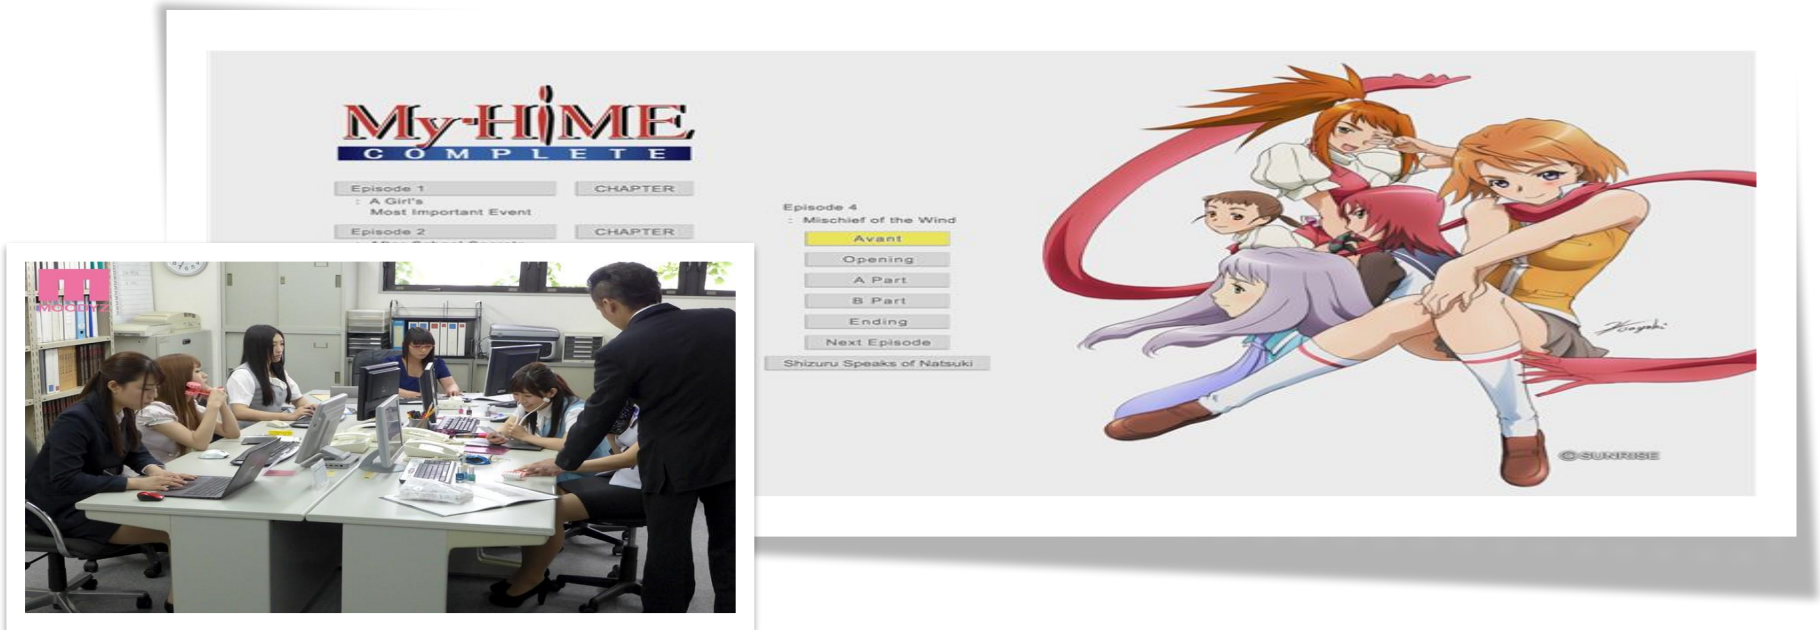 My-HiME
COMPLETE
Episode 1
CHAPTER
: A Girl's
Most Important Event
Episode 2
CHAPTER
Episode 4
: Mischief of the Wind
Avant
Opening
A Part
B Part
Ending
Next Episode
Shizuru Speaks of Natsuki
©SUNRISE
MOODYZ